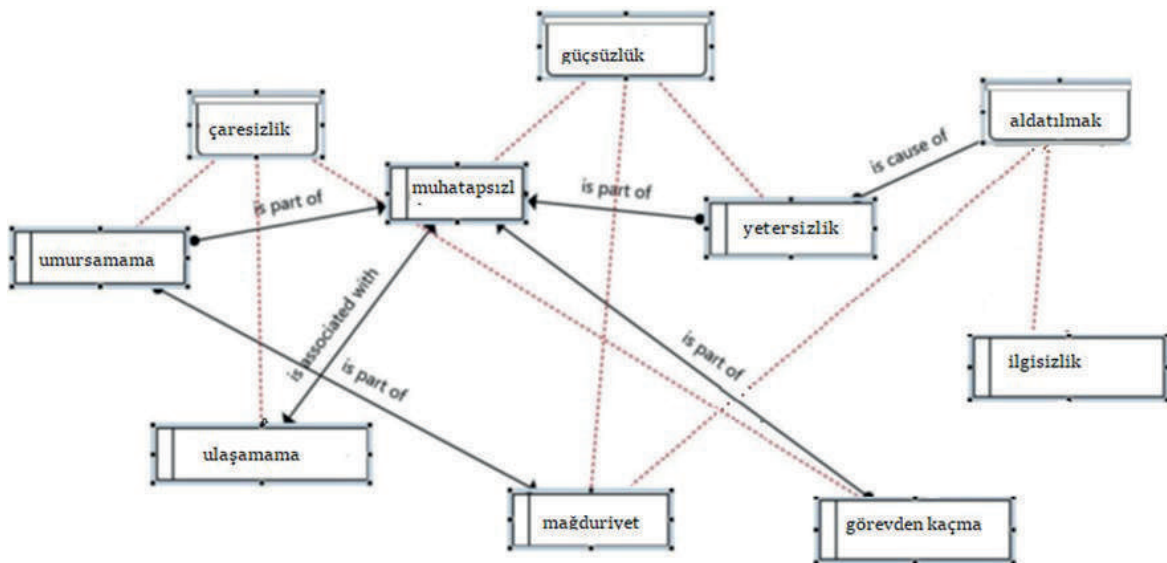 güçsüzlük
çaresizlik
aldatılmak
is cause of
muhatapsızl
is part of
is part of
yetersizlik
umursamama
is associated with
is part of
is part of
ilgisizlik
ulaşamama
mağduriyet
görevden kaçma